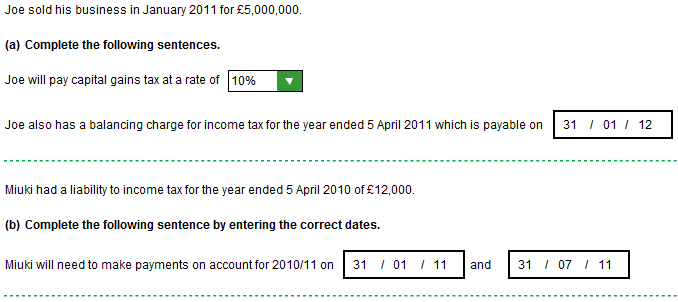 Joe sold his business in January 2011 for £5,000,000.
(a) Complete the following sentences.
Joe will pay capital gains tax at a rate of 10%
Joe also has a balancing charge for income tax for the year ended 5 April 2011 which is payable on 31 / 01 / 12
Miuki had a liability to income tax for the year ended 5 April 2010 of £12,000.
(b) Complete the following sentence by entering the correct dates.
Miuki will need to make payments on account for 2010/11 on 31 / 01 / 11 and 31 / 07 / 11